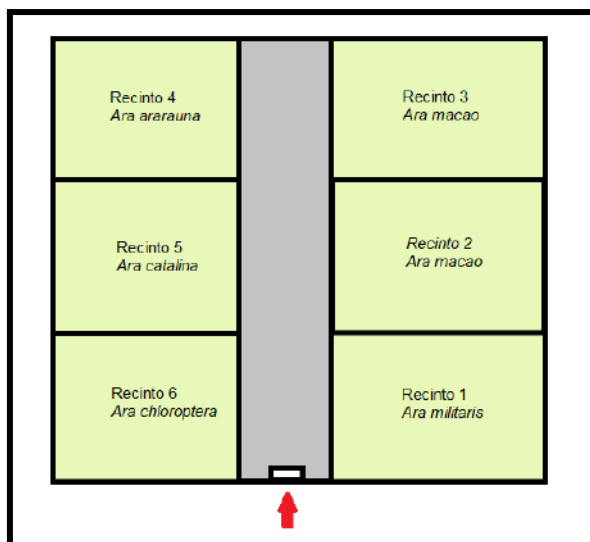 Recinto 4
Ara ararauna
Recinto 3
Ara macao
Recinto 5
Ara catalina
Recinto 2
Ara macao
Recinto 6
Ara chloroptera
Recinto 1
Ara militaris